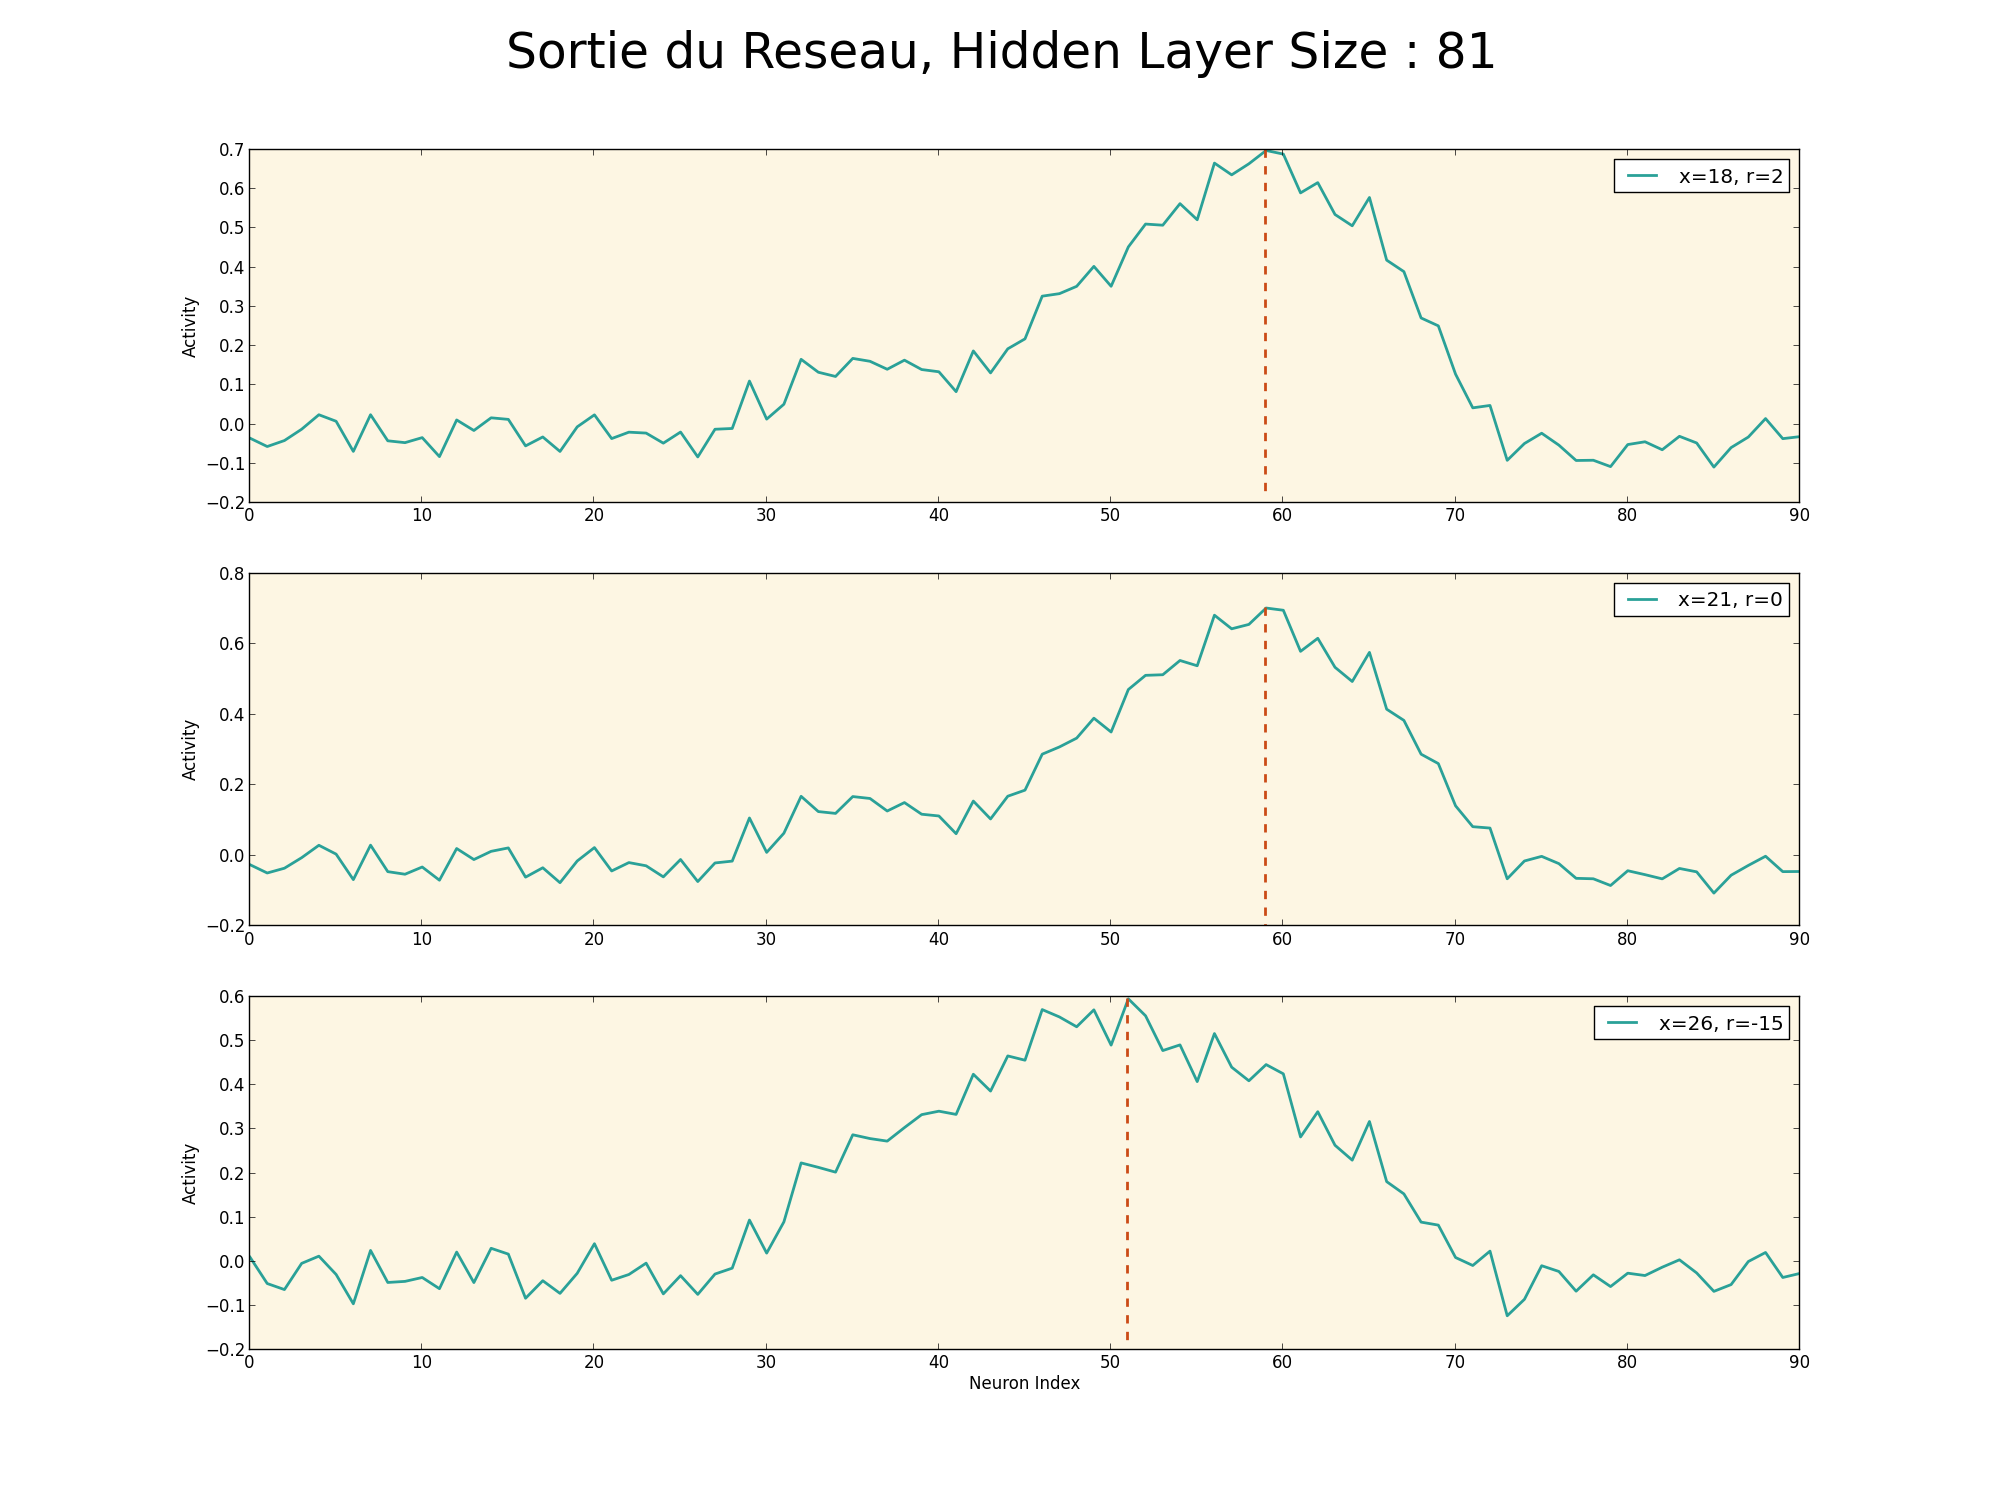 Sortie du Reseau, Hidden Layer Size : 81
0.7
0.6
0.5
0.4
0.3
0.2
0.1
0.0
−0.1
−0.2
Activity
x=18, r=2
0 10 20 30 40 50 60 70 80 90
0.8
0.6
0.4
0.2
0.0
−0.2
Activity
x=21, r=0
0 10 20 30 40 50 60 70 80 90
0.6
0.5
0.4
0.3
0.2
0.1
0.0
−0.1
−0.2
Activity
x=26, r=-15
0 10 20 30 40 50 60 70 80 90
Neuron Index